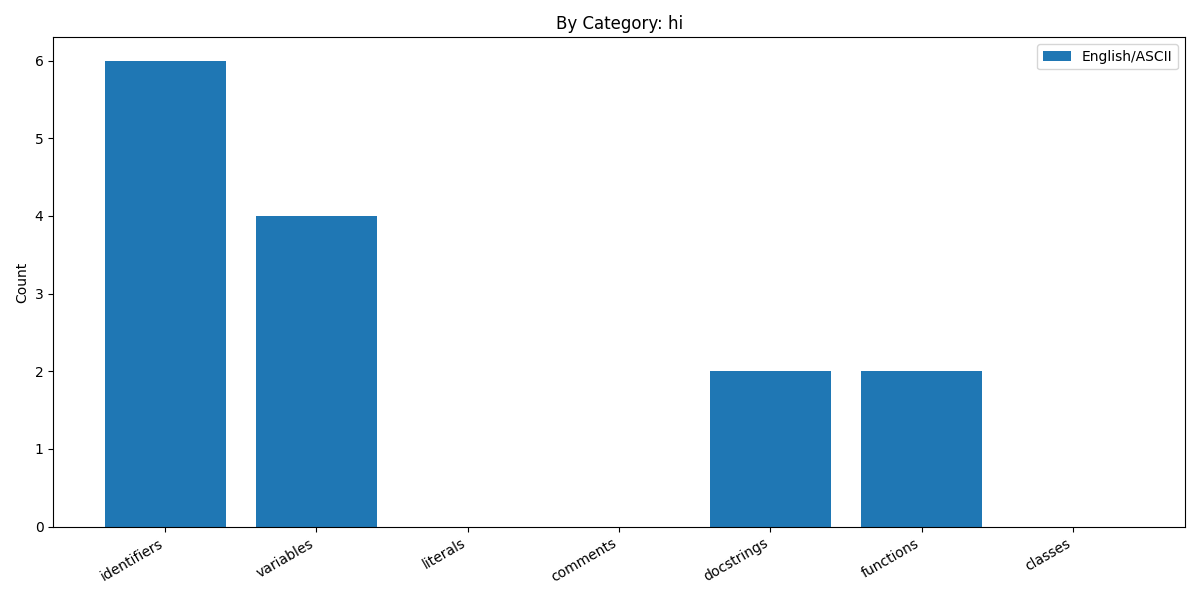 By Category: hi
English/ASCII
Count
6
5
4
3
2
1
0
identifiers
variables
literals
comments
docstrings
functions
classes